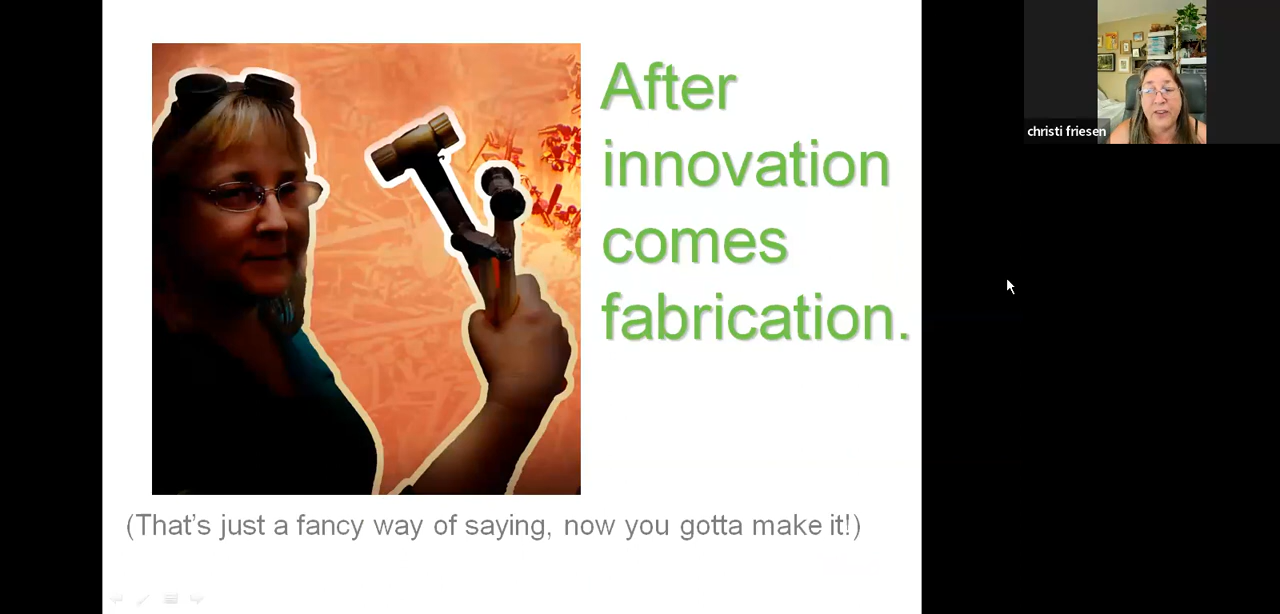 After
innovation
comes
fabrication.
(That's just a fancy way of saying, now you gotta make it!)
christi friesen